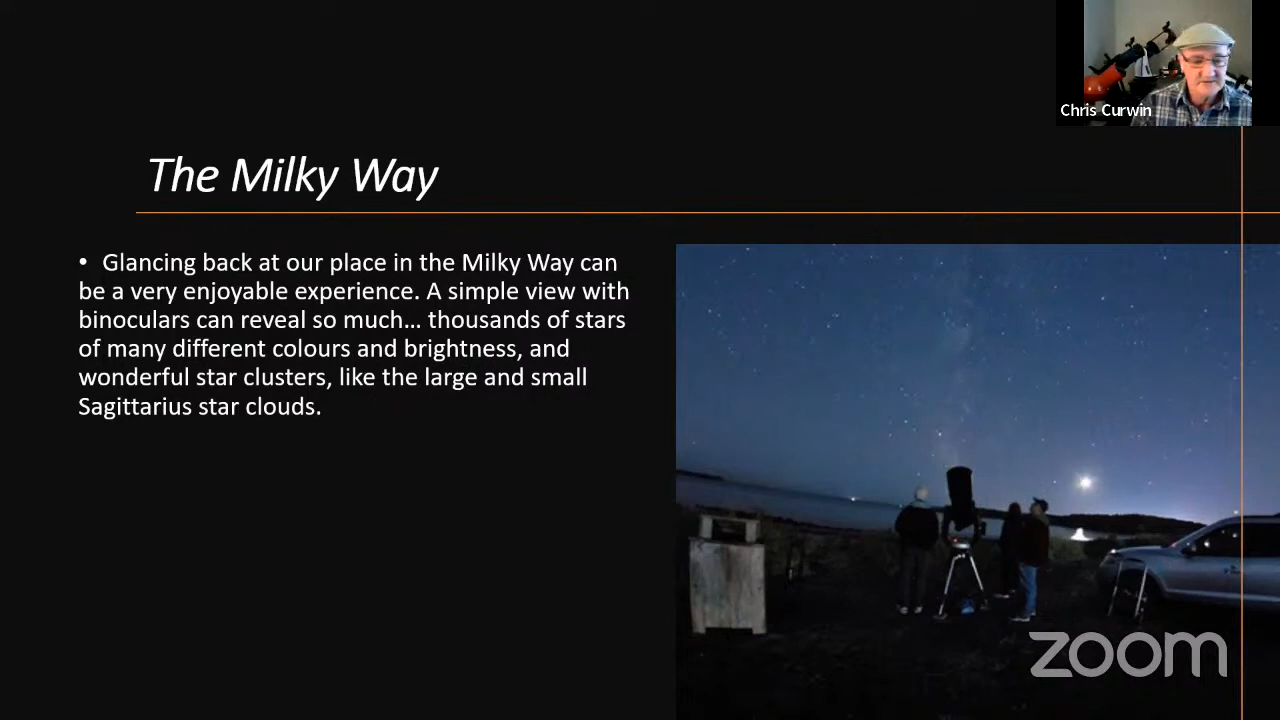 Chris Curwin
The Milky Way
• Glancing back at our place in the Milky Way can
be a very enjoyable experience. A simple view with
binoculars can reveal so much... thousands of stars
of many different colours and brightness, and
wonderful star clusters, like the large and small
Sagittarius star clouds.
zoom